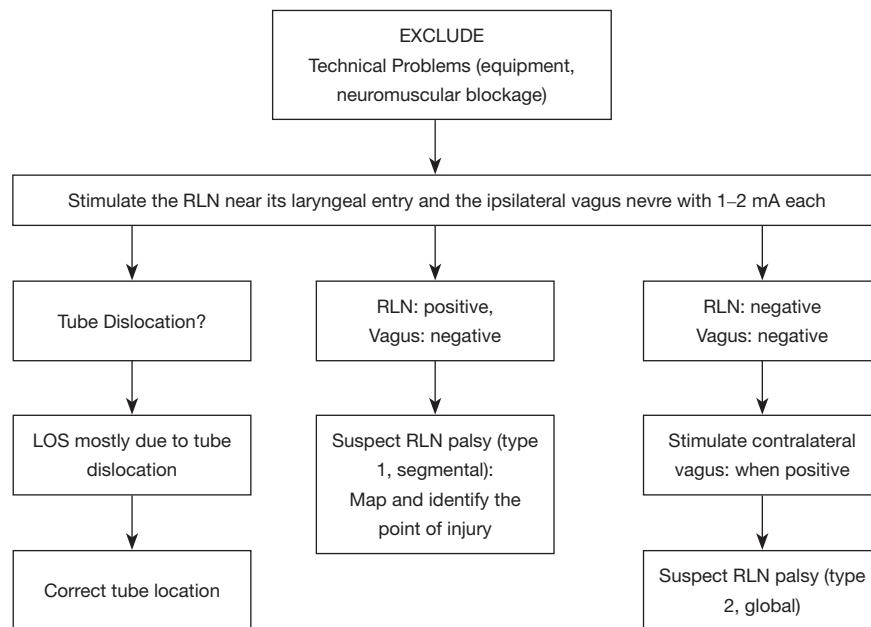 EXCLUDE
Technical Problems (equipment,
neuromuscular blockage)
Stimulate the RLN near its laryngeal entry and the ipsilateral vagus nevre with 1–2 mA each
Tube Dislocation?
RLN: positive,
Vagus: negative
RLN: negative
Vagus: negative
LOS mostly due to tube
dislocation
Suspect RLN palsy (type
1, segmental):
Map and identify the
point of injury
Stimulate contralateral
vagus: when positive
Correct tube location
Suspect RLN palsy (type
2, global)